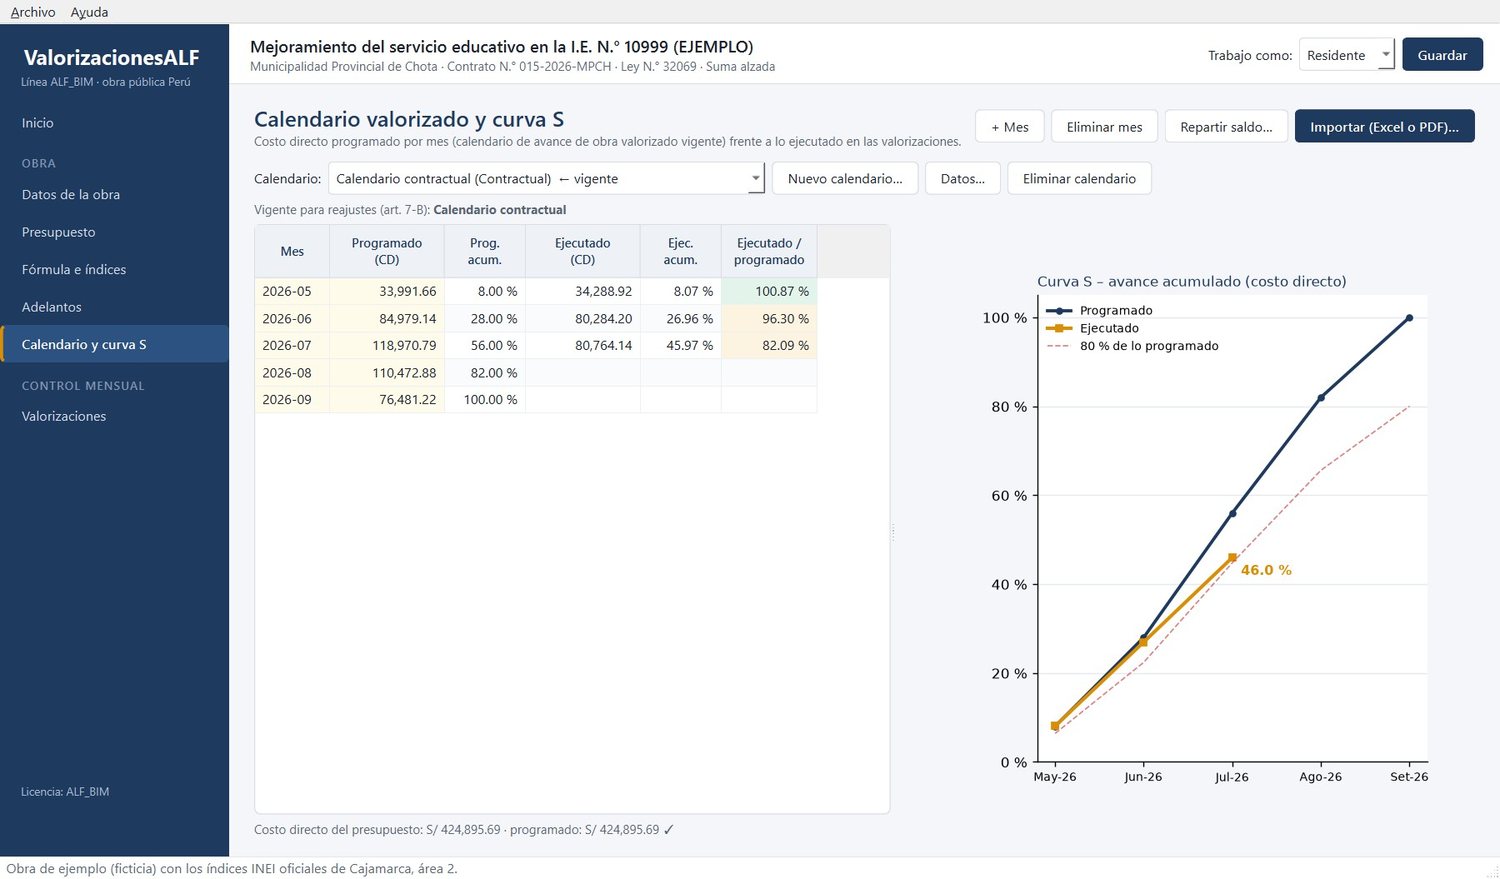 Archivo Ayuda
ValorizacionesALF
Línea ALF_BIM · obra pública Perú
Inicio
OBRA
Datos de la obra
Presupuesto
Fórmula e índices
Adelantos
Calendario y curva S
CONTROL MENSUAL
Valorizaciones
Licencia: ALF_BIM
Mejoramiento del servicio educativo en la I.E. N.° 10999 (EJEMPLO)
Municipalidad Provincial de Chota · Contrato N.° 015-2026-MPCH · Ley N.° 32069 · Suma alzada
Trabajo como: Residente Guardar
Calendario valorizado y curva S
Costo directo programado por mes (calendario de avance de obra valorizado vigente) frente a lo ejecutado en las valorizaciones.
+ Mes Eliminar mes Repartir saldo... Importar (Excel o PDF)...
Calendario: Calendario contractual (Contractual) ← vigente Nuevo calendario... Datos... Eliminar calendario
Vigente para reajustes (art. 7-B): Calendario contractual
Mes Programado (CD) Prog. acum. Ejecutado (CD) Ejec. acum. Ejecutado / programado
2026-05 33,991.66 8.00 % 34,288.92 8.07 % 100.87 %
2026-06 84,979.14 28.00 % 80,284.20 26.96 % 96.30 %
2026-07 118,970.79 56.00 % 80,764.14 45.97 % 82.09 %
2026-08 110,472.88 82.00 %
2026-09 76,481.22 100.00 %
Costo directo del presupuesto: S/ 424,895.69 · programado: S/ 424,895.69 ✓
Curva S – avance acumulado (costo directo)
Programado
Ejecutado
80 % de lo programado
100 %
80 %
60 %
40 %
20 %
0 %
46.0 %
May-26 Jun-26 Jul-26 Ago-26 Set-26
Obra de ejemplo (ficticia) con los índices INEI oficiales de Cajamarca, área 2.